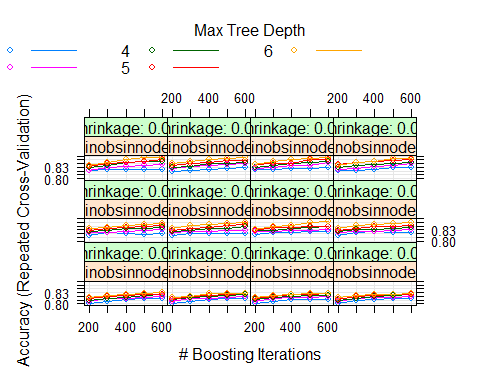 Max Tree Depth
4 6
5
200 400 600 200 400 600
rinkage: 0.0 rinkage: 0.0 rinkage: 0.0 rinkage: 0.0
inobsinnode inobsinnode inobsinnode inobsinnode
0.83
0.80
rinkage: 0.0 rinkage: 0.0 rinkage: 0.0 rinkage: 0.0
inobsinnode inobsinnode inobsinnode inobsinnode
0.83
0.80
rinkage: 0.0 rinkage: 0.0 rinkage: 0.0 rinkage: 0.0
inobsinnode inobsinnode inobsinnode inobsinnode
0.83
0.80
200 400 600 200 400 600
# Boosting Iterations
Accuracy (Repeated Cross-Validation)